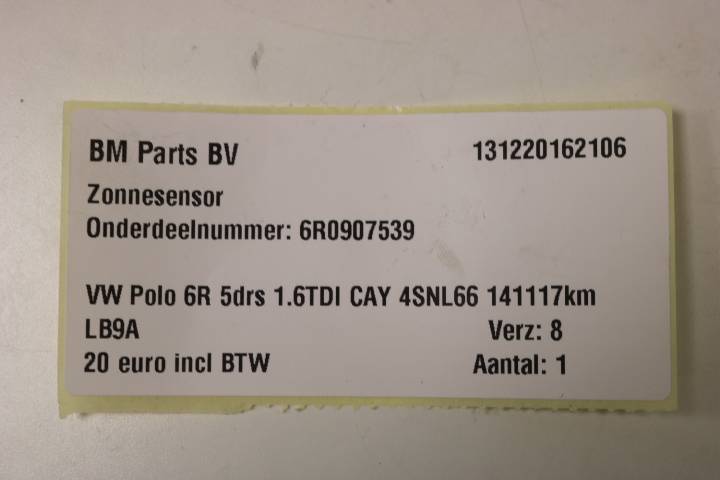 BM Parts BV 131220162106
Zonnesensor
Onderdeelnummer: 6R0907539
VW Polo 6R 5drs 1.6TDI CAY 4SNL66 141117km
LB9A Verz: 8
20 euro incl BTW Aantal: 1